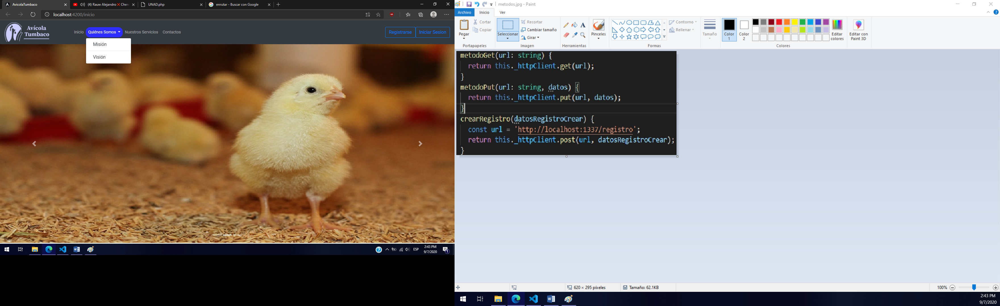 AvicolaTumbaco
(4) Rauw Alejandro ❌ Chen
UNAD.php
enrutar - Buscar con Google
localhost:4200/inicio
Avícola
Tumbaco
Inicio
Quiénes Somos
Nuestros Servicios
Contactos
Registrarse
Iniciar Sesion
Misión
Visión
ESP
2:43 PM
9/7/2020
1
metodos.jpg - Paint
Archivo
Inicio
Ver
Pegar
Cortar
Copiar
Portapapeles
Seleccionar
Recortar
Cambiar tamaño
Girar
Imagen
Herramientas
Pinceles
Contorno
Rellenar
Formas
Tamaño
Color
1
Color
2
Editar
colores
Colores
Editar con
Paint 3D
metodoGet(url: string) {
return this._httpClient.get(url);
}
metodoPut(url: string, datos) {
return this._httpClient.put(url, datos);
}
crearRegistro(datosRegistroCrear) {
const url = 'http://localhost:1337/registro';
return this._httpClient.post(url, datosRegistroCrear);
}
620 × 295 píxeles
Tamaño: 62.1KB
100%
2:43 PM
9/7/2020